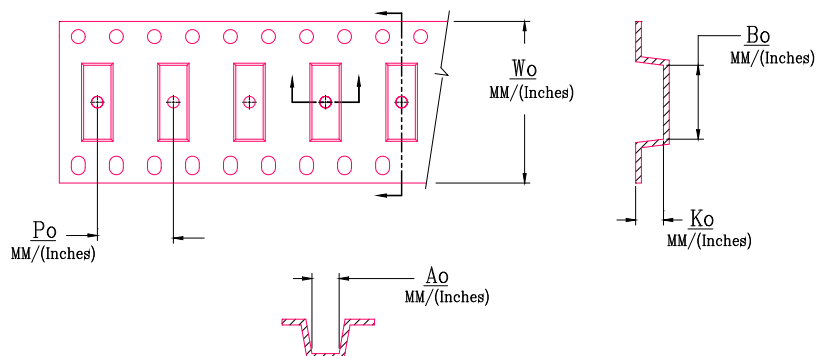 Wo
MM/(Inches)
Bo
MM/(Inches)
Po
MM/(Inches)
Ko
MM/(Inches)
Ao
MM/(Inches)